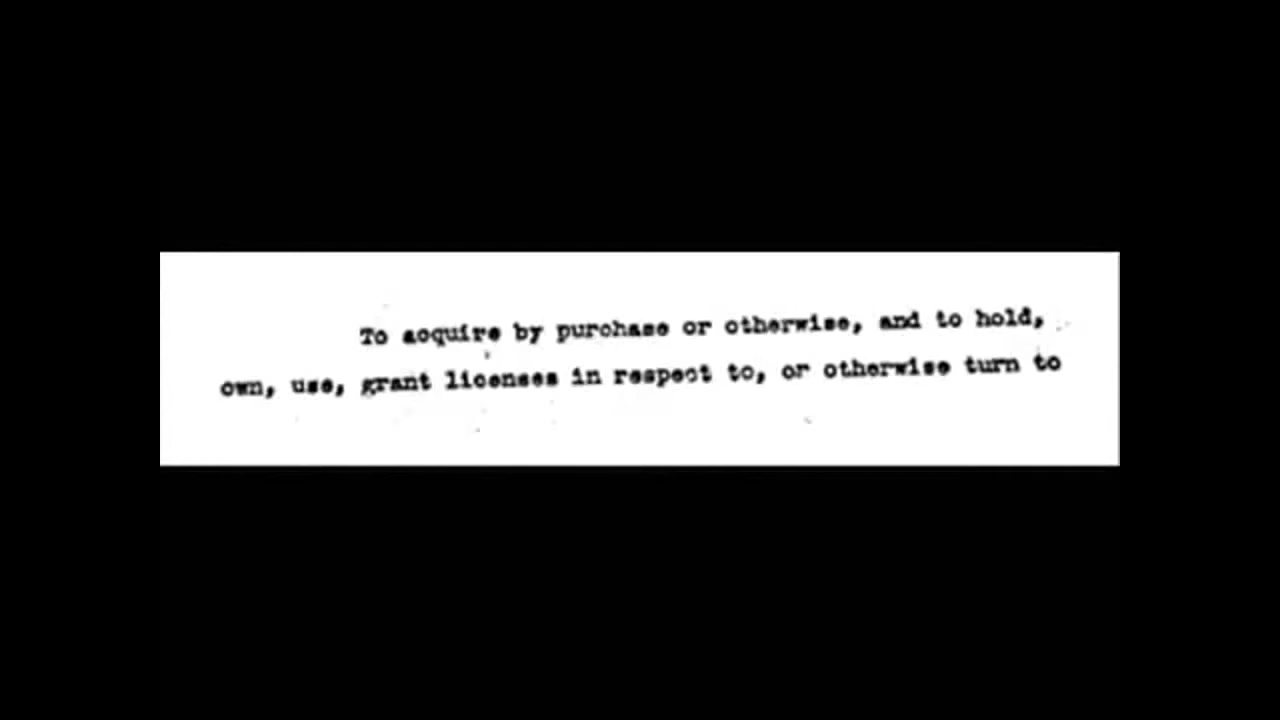 To acquire by purchase or otherwise, and to hold,
own, use, grant licenses in respect to, or otherwise turn to